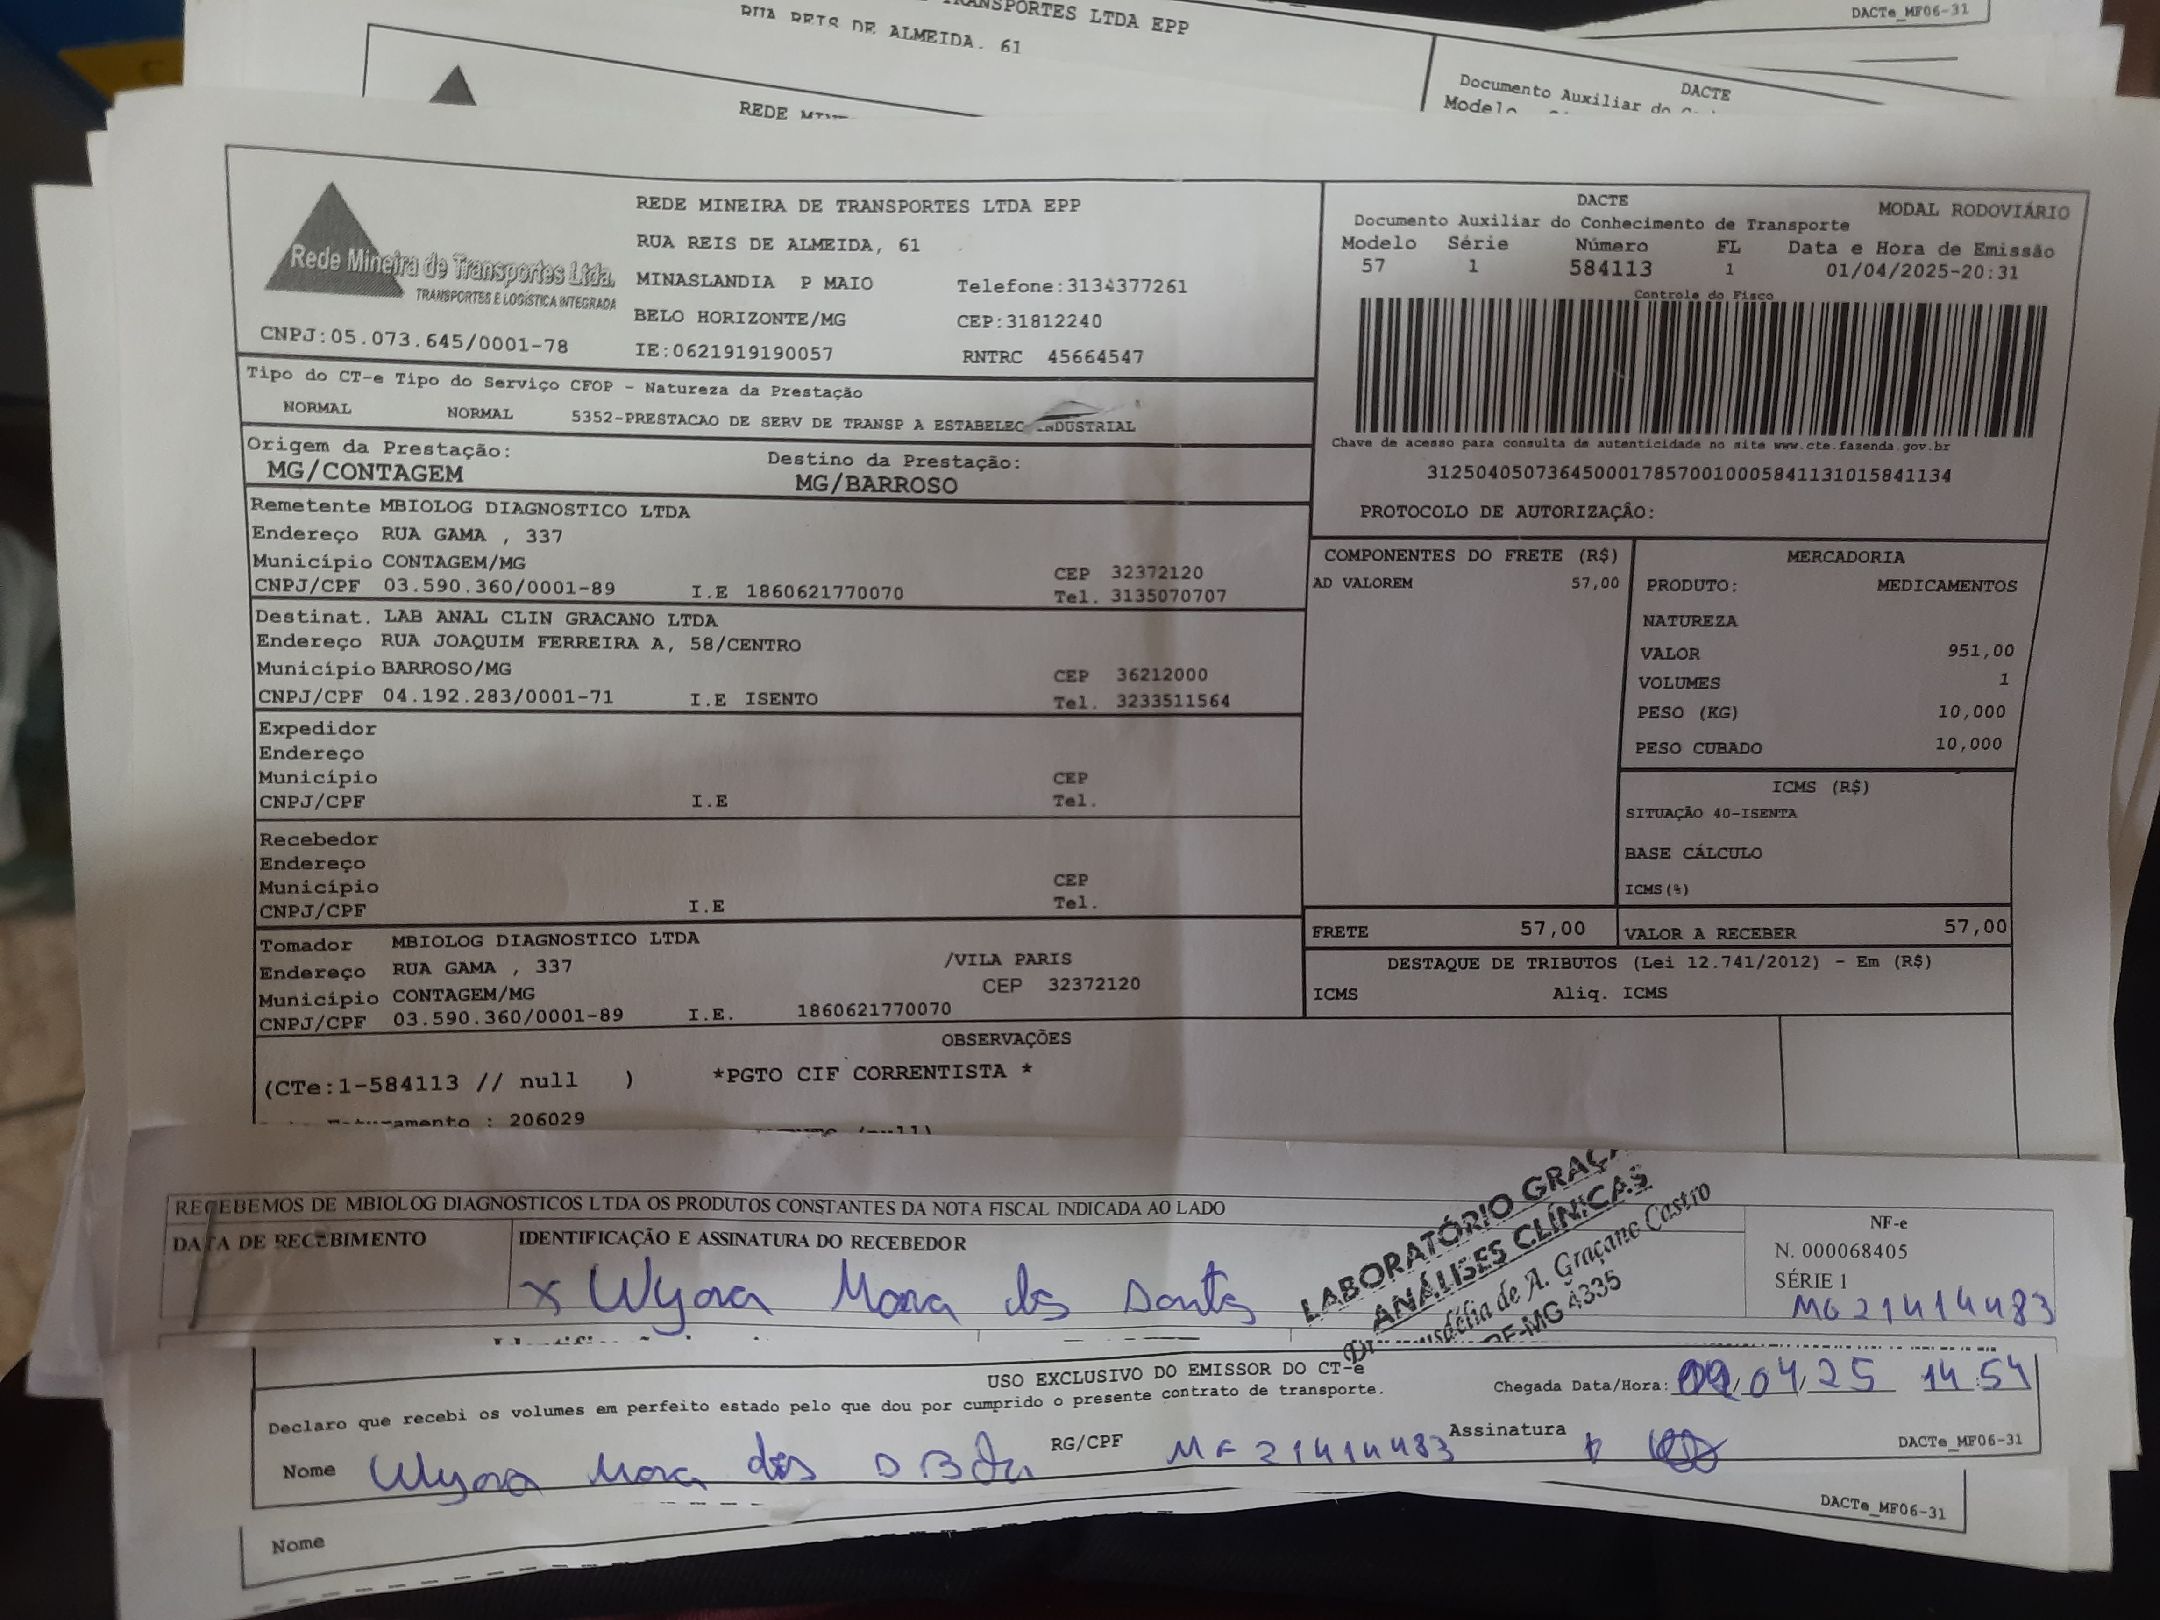 TRANSPORTES LTDA EPP
RUA REIS DE ALMEIDA. 61
DACTe_MF06-31
REDE
DACTE
Documento Auxiliar do
Modelo
REDE MINEIRA DE TRANSPORTES LTDA EPP
RUA REIS DE ALMEIDA, 61
MINASLANDIA P MAIO Telefone:3134377261
BELO HORIZONTE/MG CEP:31812240
IE:0621919190057 RNTRC 45664547
Rede Mineira de Transportes Ltda.
TRANSPORTES E LOGÍSTICA INTEGRADA
CNPJ:05.073.645/0001-78
DACTE MODAL RODOVIÁRIO
Documento Auxiliar do Conhecimento de Transporte
Modelo Série Número FL Data e Hora de Emissão
57 1 584113 1 01/04/2025-20:31
Controle do Fisco
Chave de acesso para consulta de autenticidade no site www.cte.fazenda.gov.br
31250405073645000178570010005841131015841134
PROTOCOLO DE AUTORIZAÇÃO:
Tipo do CT-e Tipo do Serviço CFOP - Natureza da Prestação
NORMAL NORMAL 5352-PRESTACAO DE SERV DE TRANSP A ESTABELEC INDUSTRIAL
Origem da Prestação: Destino da Prestação:
MG/CONTAGEM MG/BARROSO
Remetente MBIOLOG DIAGNOSTICO LTDA
Endereço RUA GAMA , 337
Município CONTAGEM/MG CEP 32372120
CNPJ/CPF 03.590.360/0001-89 I.E 1860621770070 Tel. 3135070707
Destinat. LAB ANAL CLIN GRACANO LTDA
Endereço RUA JOAQUIM FERREIRA A, 58/CENTRO
Município BARROSO/MG CEP 36212000
CNPJ/CPF 04.192.283/0001-71 I.E ISENTO Tel. 3233511564
Expedidor
Endereço
Município CEP
CNPJ/CPF I.E Tel.
Recebedor
Endereço
Município CEP
CNPJ/CPF I.E Tel.
Tomador MBIOLOG DIAGNOSTICO LTDA
Endereço RUA GAMA , 337 /VILA PARIS
Município CONTAGEM/MG CEP 32372120
CNPJ/CPF 03.590.360/0001-89 I.E. 1860621770070
COMPONENTES DO FRETE (R$)
AD VALOREM 57,00
MERCADORIA
PRODUTO: MEDICAMENTOS
NATUREZA
VALOR 951,00
VOLUMES 1
PESO (KG) 10,000
PESO CUBADO 10,000
ICMS (R$)
SITUAÇÃO 40-ISENTA
BASE CÁLCULO
ICMS(%)
FRETE 57,00 VALOR A RECEBER 57,00
DESTAQUE DE TRIBUTOS (Lei 12.741/2012) - Em (R$)
ICMS Aliq. ICMS
OBSERVAÇÕES
(CTe:1-584113 // null ) *PGTO CIF CORRENTISTA *
: 206029
RECEBEMOS DE MBIOLOG DIAGNOSTICOS LTDA OS PRODUTOS CONSTANTES DA NOTA FISCAL INDICADA AO LADO
DATA DE RECEBIMENTO IDENTIFICAÇÃO E ASSINATURA DO RECEBEDOR
x dos Santos
LABORATÓRIO
ANÁLISES CLÍNICAS
de A. Graçano Castro
4335
NF-e
N. 000068405
SÉRIE 1
MG 21414483
USO EXCLUSIVO DO EMISSOR DO CT-e
Declaro que recebi os volumes em perfeito estado pelo que dou por cumprido o presente contrato de transporte. Chegada Data/Hora: 04,25 14:54
Nome dos RG/CPF 21414483 Assinatura
DACTe_MF06-31
DACTe_MF06-31
Nome